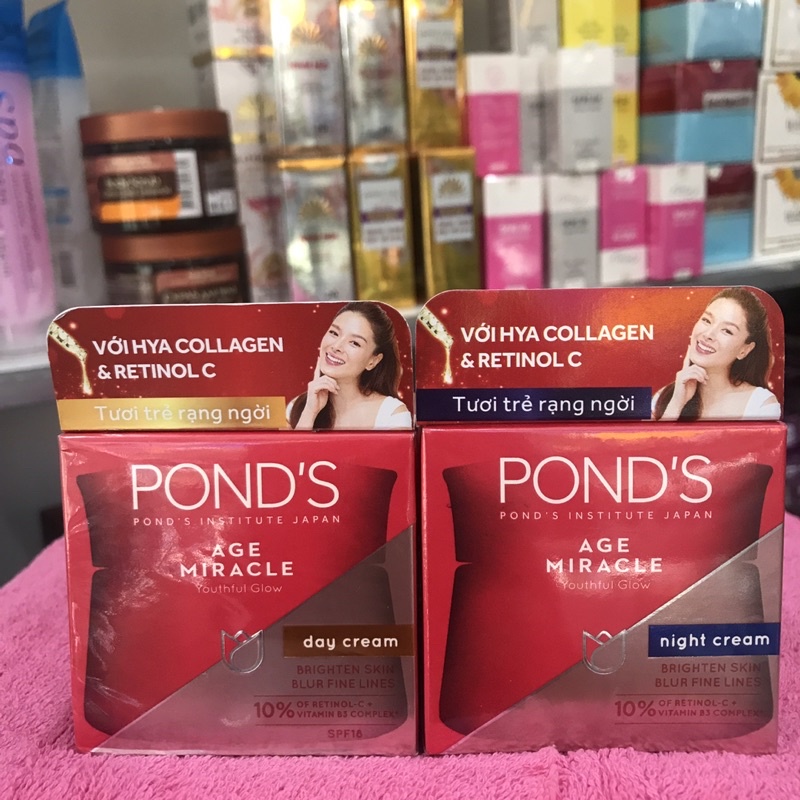 VỚI HYA COLLAGEN
& RETINOL C
Tươi trẻ rạng ngời
POND'S
POND'S INSTITUTE JAPAN
AGE
MIRACLE
Youthful Glow
day cream
BRIGHTEN SKIN
BLUR FINE LINES
10% OF RETINOL-C +
VITAMIN B3 COMPLEX
SPF18
VỚI HYA COLLAGEN
& RETINOL C
Tươi trẻ rạng ngời
POND'S
POND'S INSTITUTE JAPAN
AGE
MIRACLE
Youthful Glow
night cream
BRIGHTEN SKIN
BLUR FINE LINES
10% OF RETINOL-C +
VITAMIN B3 COMPLEX
spa